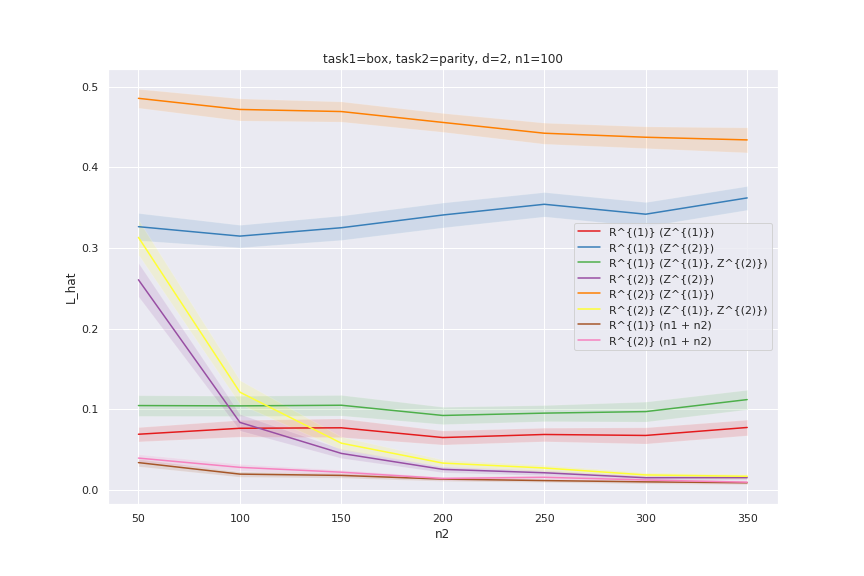 task1=box, task2=parity, d=2, n1=100
0.5
0.4
0.3
0.2
0.1
0.0
L_hat
R^{(1)} (Z^{(1)})
R^{(1)} (Z^{(2)})
R^{(1)} (Z^{(1)}, Z^{(2)})
R^{(2)} (Z^{(2)})
R^{(2)} (Z^{(1)})
R^{(2)} (Z^{(1)}, Z^{(2)})
R^{(1)} (n1 + n2)
R^{(2)} (n1 + n2)
50 100 150 200 250 300 350
n2